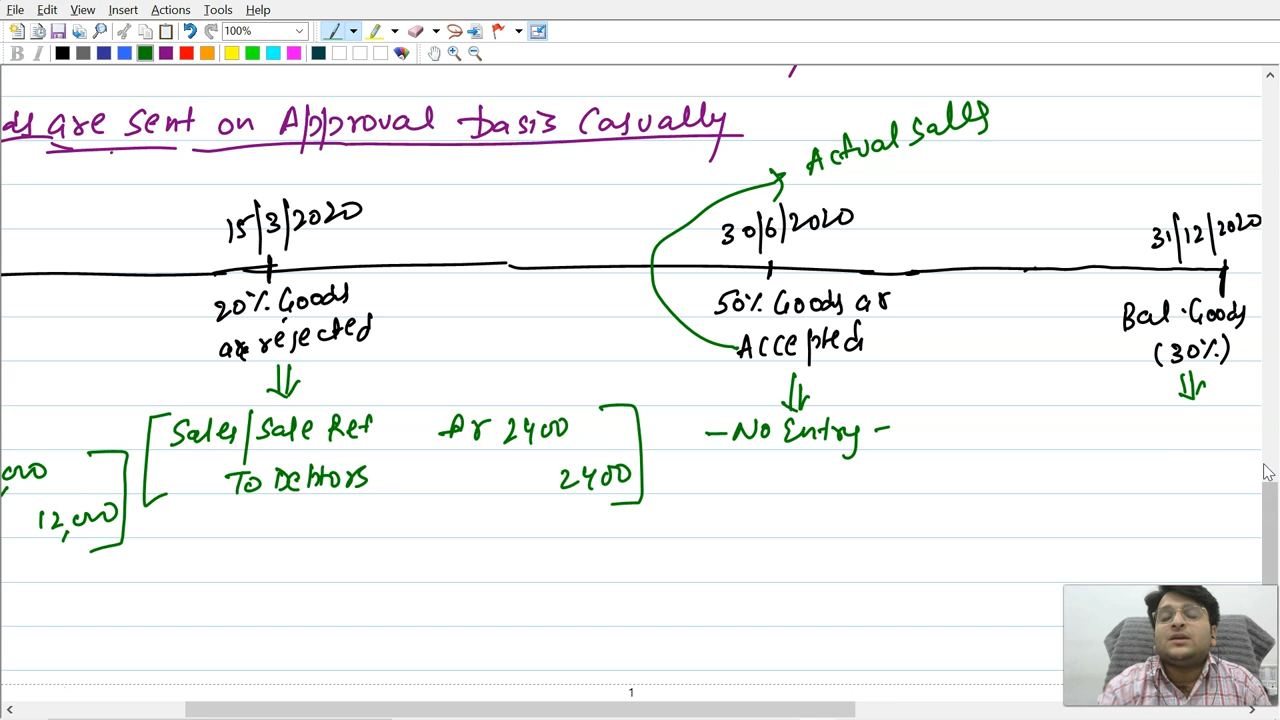 File Edit View Insert Actions Tools Help
100%
B I
ds are sent on Approval basis Casually
Actual Sales
15/3/2020
30/6/2020
31/12/2020
20% Goods are rejected
50% Goods ar Accepted
Bal. Goods (30%)
Sales/Sale Ret Dr 2400
To Debtors 2400
-No Entry-
12,000
1